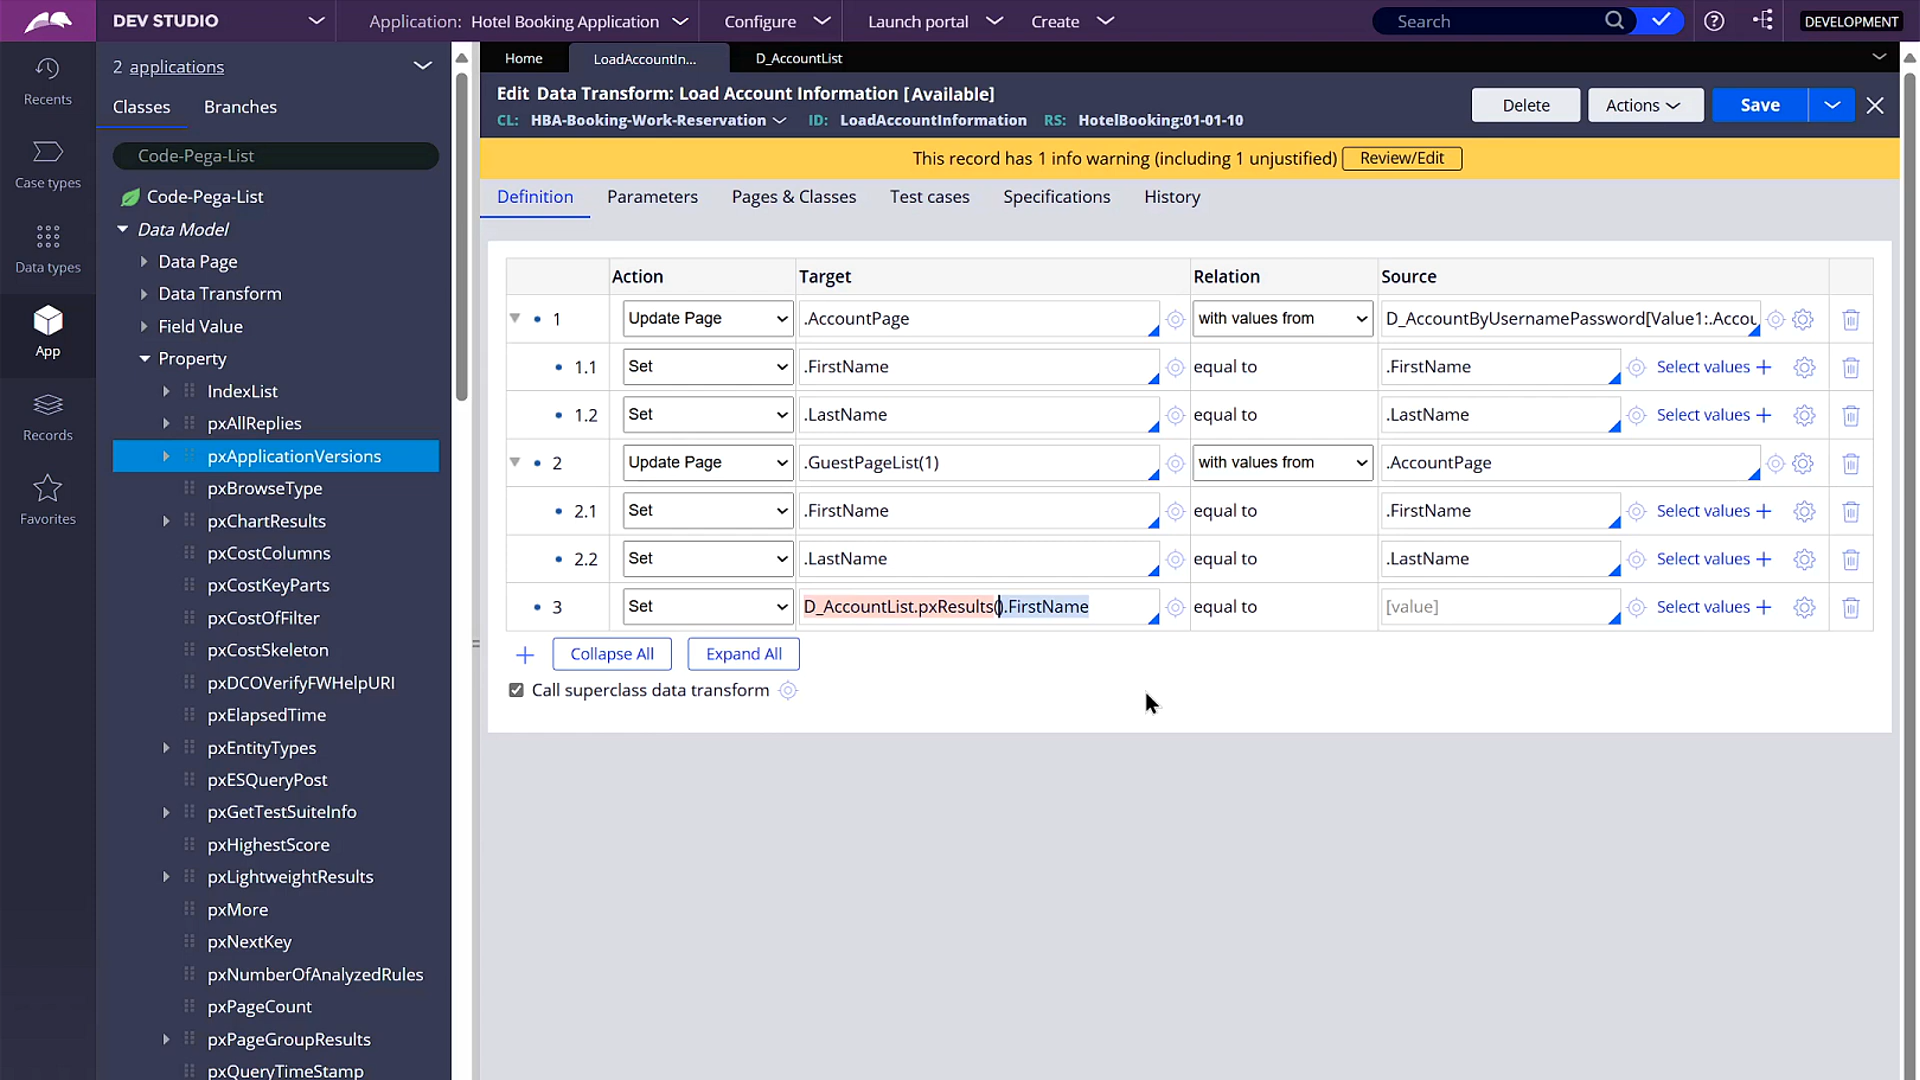 DEV STUDIO
Application: Hotel Booking Application
Configure
Launch portal
Create
Search
DEVELOPMENT
Recents
Case types
Data types
App
Records
Favorites
2 applications
Classes
Branches
Code-Pega-List
Code-Pega-List
Data Model
Data Page
Data Transform
Field Value
Property
IndexList
pxAllReplies
pxApplicationVersions
pxBrowseType
pxChartResults
pxCostColumns
pxCostKeyParts
pxCostOfFilter
pxCostSkeleton
pxDCOVerifyFWHelpURI
pxElapsedTime
pxEntityTypes
pxESQueryPost
pxGetTestSuiteInfo
pxHighestScore
pxLightweightResults
pxMore
pxNextKey
pxNumberOfAnalyzedRules
pxPageCount
pxPageGroupResults
pxQueryTimeStamp
Home
LoadAccountIn...
D_AccountList
Edit Data Transform: Load Account Information [Available]
CL: HBA-Booking-Work-Reservation ID: LoadAccountInformation RS: HotelBooking:01-01-10
Delete
Actions
Save
This record has 1 info warning (including 1 unjustified) Review/Edit
Definition
Parameters
Pages & Classes
Test cases
Specifications
History
Action Target Relation Source
1 Update Page .AccountPage with values from D_AccountByUsernamePassword[Value1:.Accou
1.1 Set .FirstName equal to .FirstName Select values
1.2 Set .LastName equal to .LastName Select values
2 Update Page .GuestPageList(1) with values from .AccountPage
2.1 Set .FirstName equal to .FirstName Select values
2.2 Set .LastName equal to .LastName Select values
3 Set D_AccountList.pxResults().FirstName equal to [value] Select values
Collapse All
Expand All
Call superclass data transform